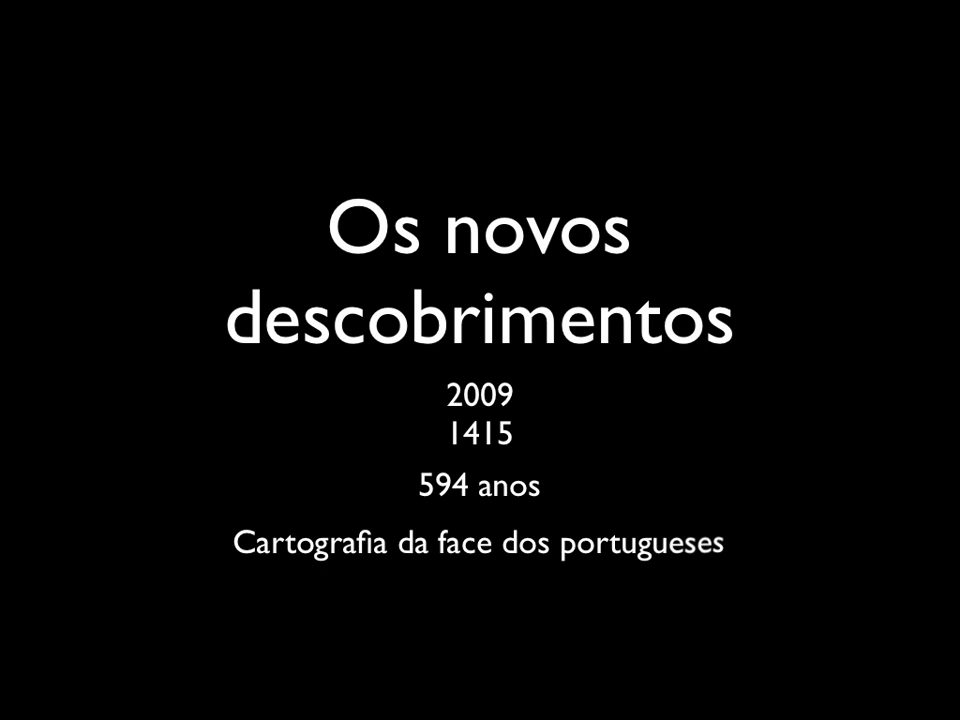 Os novos
descobrimentos
2009
1415
594 anos
Cartografia da face dos portugueses